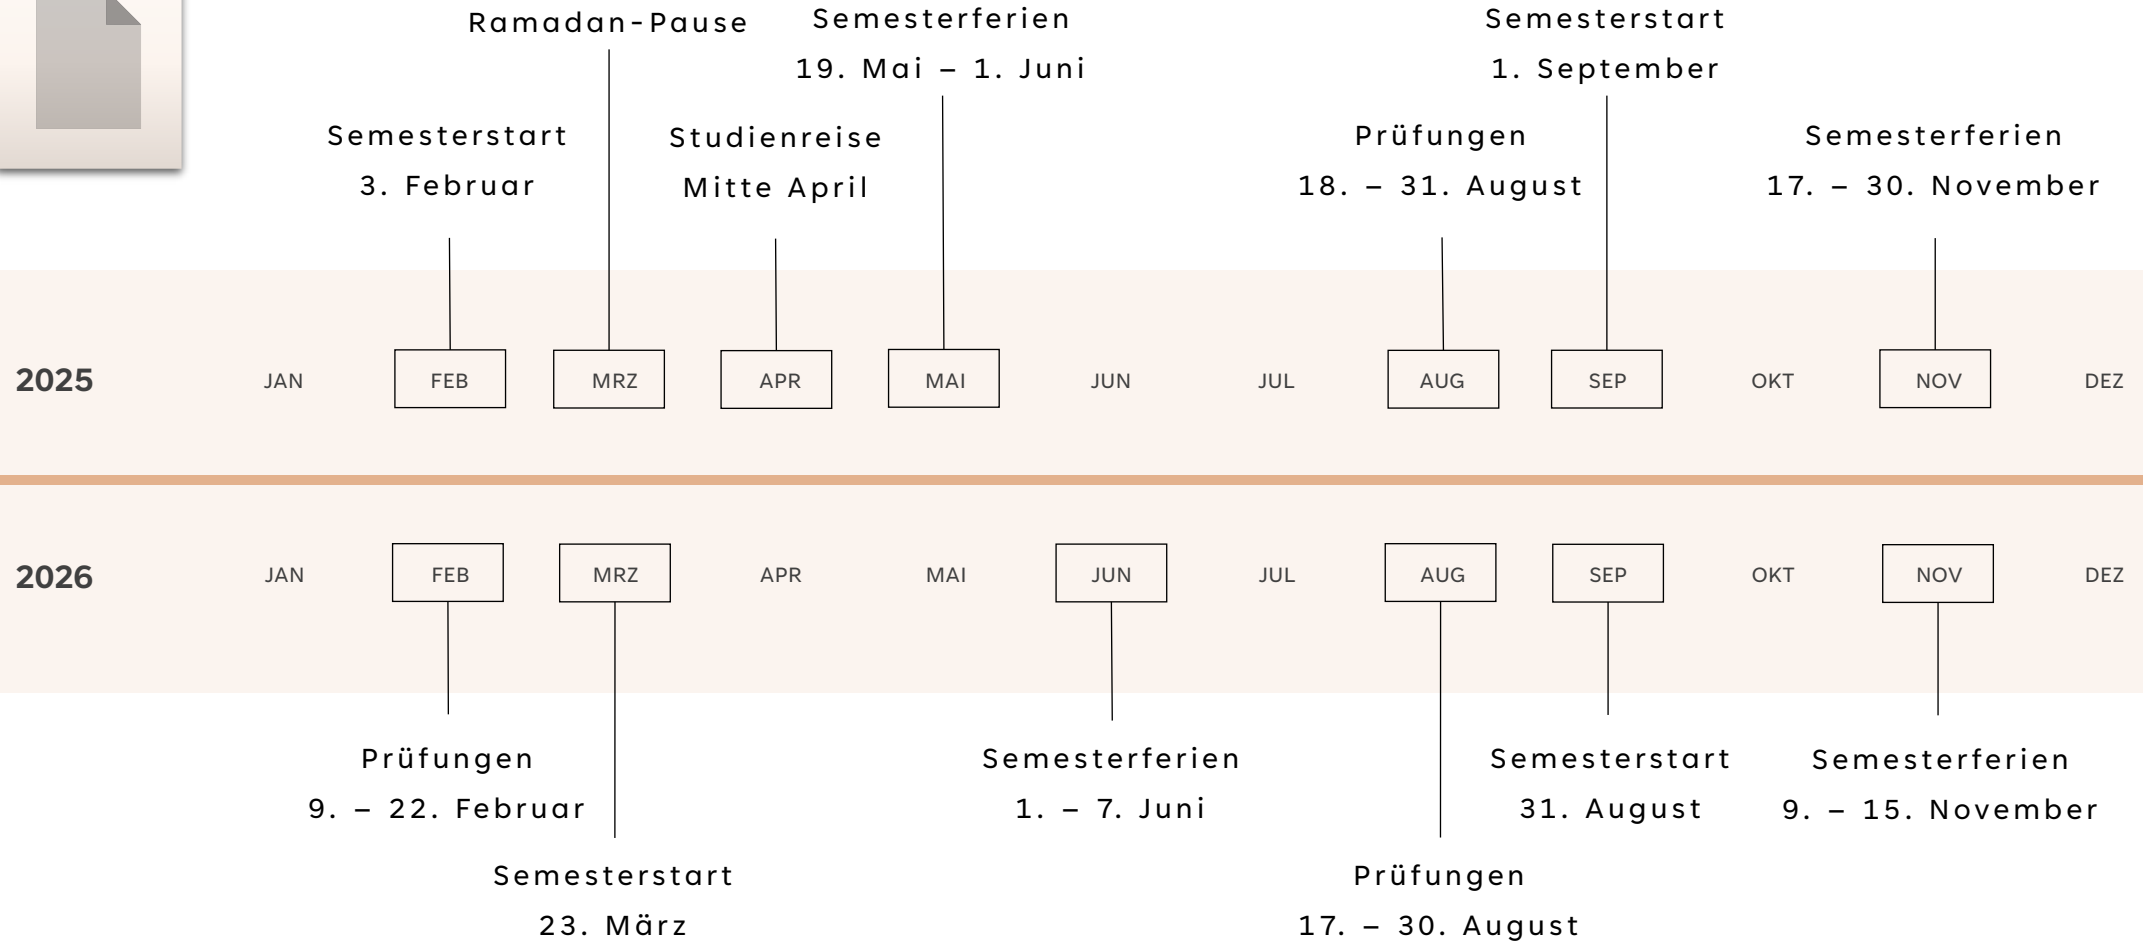 Ramadan-Pause
Semesterferien
19. Mai – 1. Juni
Semesterstart
1. September
Semesterstart
3. Februar
Studienreise
Mitte April
Prüfungen
18. – 31. August
Semesterferien
17. – 30. November
2025 JAN FEB MRZ APR MAI JUN JUL AUG SEP OKT NOV DEZ
2026 JAN FEB MRZ APR MAI JUN JUL AUG SEP OKT NOV DEZ
Prüfungen
9. – 22. Februar
Semesterferien
1. – 7. Juni
Semesterstart
31. August
Semesterferien
9. – 15. November
Semesterstart
23. März
Prüfungen
17. – 30. August